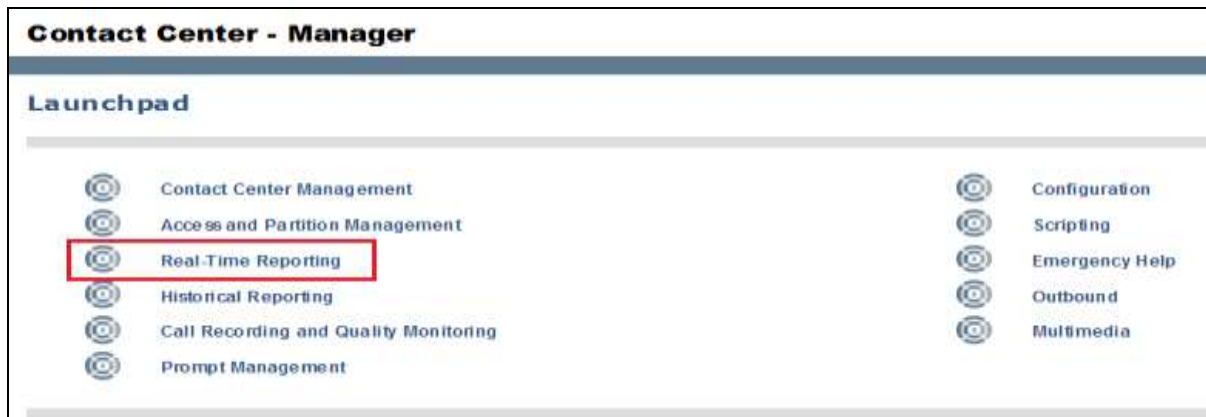 Contact Center - Manager
Launchpad
Contact Center Management
Access and Partition Management
Real-Time Reporting
Historical Reporting
Call Recording and Quality Monitoring
Prompt Management
Configuration
Scripting
Emergency Help
Outbound
Multimedia